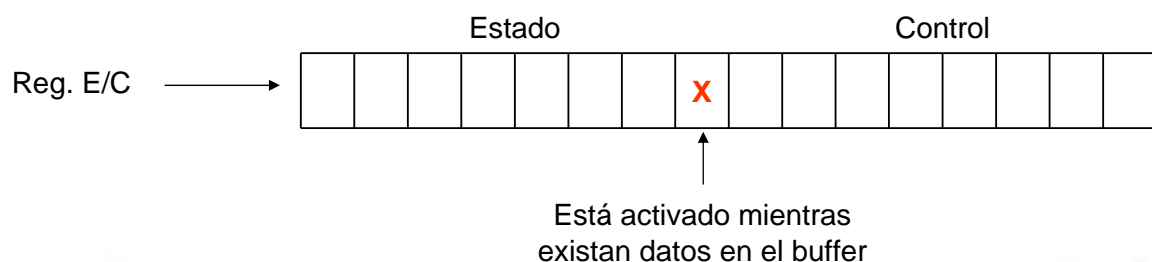 Estado
Control
Reg. E/C
X
Está activado mientras
existan datos en el buffer